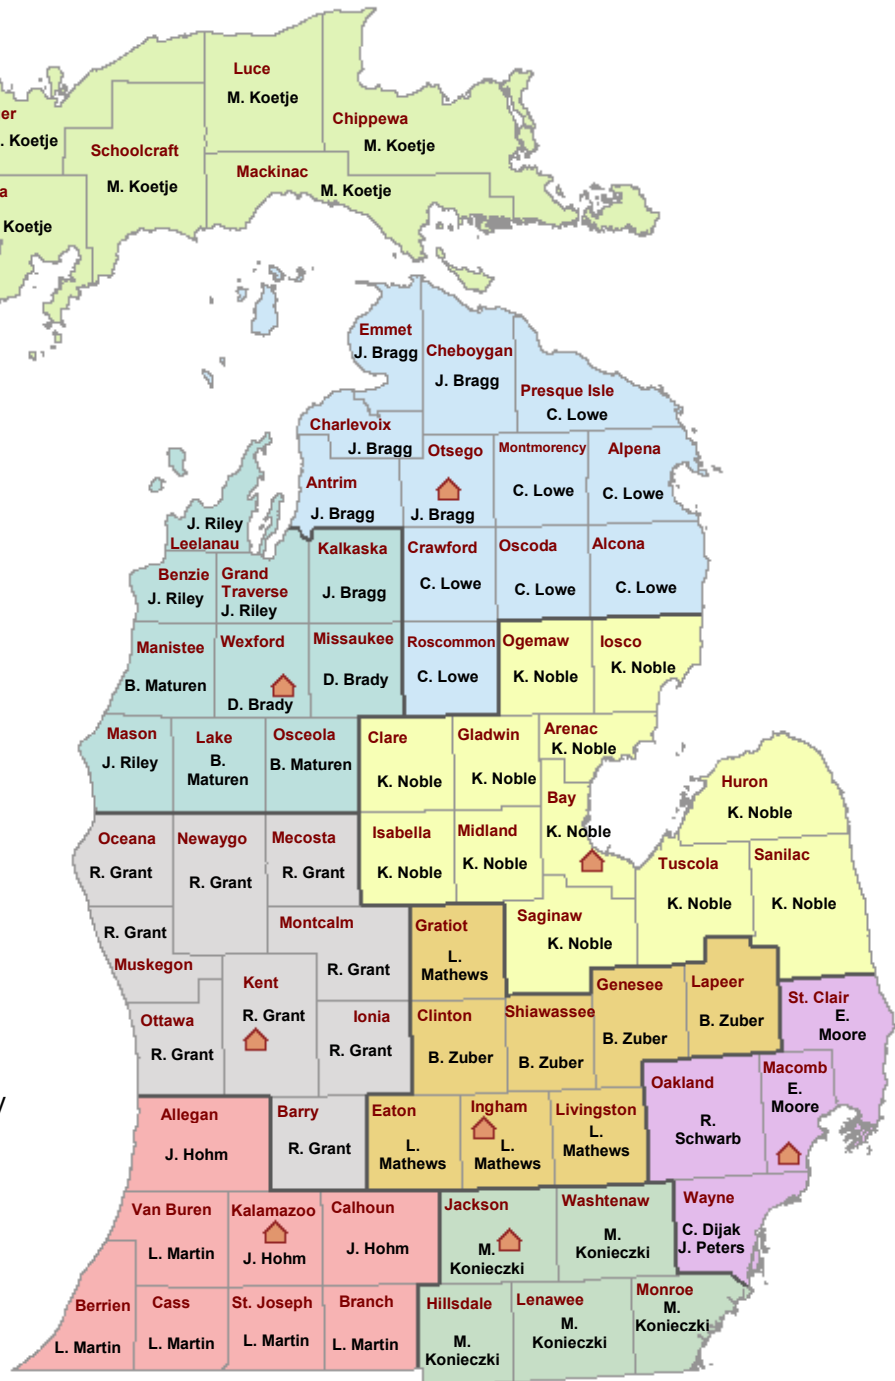 Luce
M. Koetje
Chippewa
M. Koetje
er
. Koetje
Schoolcraft
M. Koetje
Mackinac
M. Koetje
a
Koetje
Emmet
J. Bragg
Cheboygan
J. Bragg
Presque Isle
C. Lowe
Charlevoix
J. Bragg
Otsego
J. Bragg
Montmorency
C. Lowe
Alpena
C. Lowe
Antrim
J. Bragg
J. Riley
Leelanau
Kalkaska
J. Bragg
Crawford
C. Lowe
Oscoda
C. Lowe
Alcona
C. Lowe
Benzie
J. Riley
Grand
Traverse
J. Riley
Manistee
B. Maturen
Wexford
D. Brady
Missaukee
D. Brady
Roscommon
C. Lowe
Ogemaw
K. Noble
Iosco
K. Noble
Mason
J. Riley
Lake
B.
Maturen
Osceola
B. Maturen
Clare
K. Noble
Gladwin
K. Noble
Arenac
K. Noble
Bay
K. Noble
Huron
K. Noble
Oceana
R. Grant
Newaygo
R. Grant
Mecosta
R. Grant
Isabella
K. Noble
Midland
K. Noble
Tuscola
K. Noble
Sanilac
K. Noble
R. Grant
Muskegon
Montcalm
R. Grant
Gratiot
L.
Mathews
Saginaw
K. Noble
Kent
R. Grant
Ottawa
R. Grant
Ionia
R. Grant
Clinton
B. Zuber
Shiawassee
B. Zuber
Genesee
B. Zuber
Lapeer
B. Zuber
St. Clair
E.
Moore
Macomb
E.
Moore
Oakland
R.
Schwarb
y
Allegan
J. Hohm
Barry
R. Grant
Eaton
L.
Mathews
Ingham
L.
Mathews
Livingston
L.
Mathews
Wayne
C. Dijak
J. Peters
Van Buren
L. Martin
Kalamazoo
J. Hohm
Calhoun
J. Hohm
Jackson
M.
Konieczki
Washtenaw
M.
Konieczki
Berrien
L. Martin
Cass
L. Martin
St. Joseph
L. Martin
Branch
L. Martin
Hillsdale
M.
Konieczki
Lenawee
M.
Konieczki
Monroe
M.
Konieczki